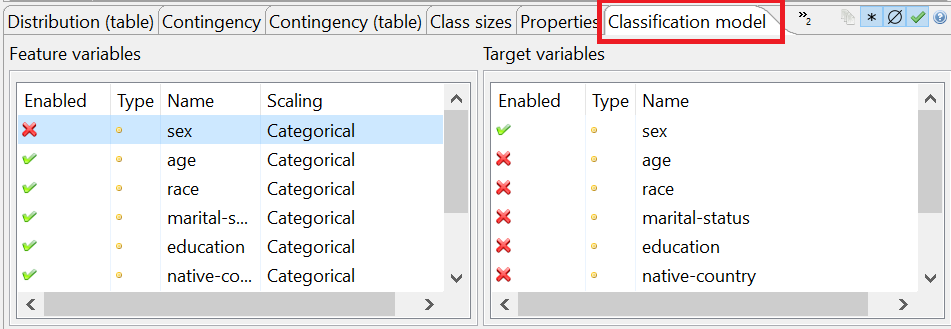 Distribution (table) Contingency Contingency (table) Class sizes Properties Classification model »2
Feature variables Target variables
Enabled Type Name Scaling Enabled Type Name
sex Categorical sex
age Categorical age
race Categorical race
marital-s... Categorical marital-status
education Categorical education
native-co... Categorical native-country